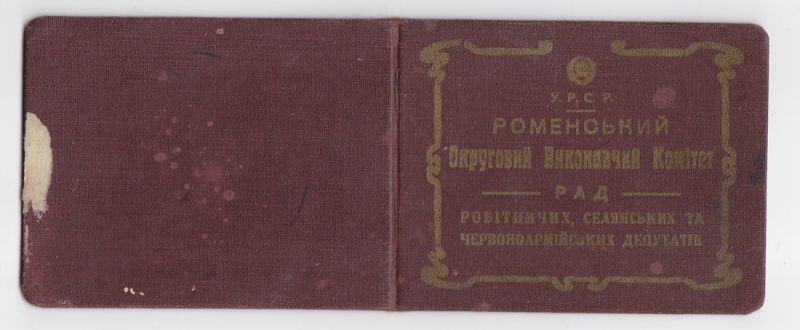 У.Р.С.Р.
РОМЕНСЬКИЙ
Округовий Виконавчий Комітет
РАД
РОБІТНИЧИХ, СЕЛЯНСЬКИХ ТА
ЧЕРВОНОАРМІЙСЬКИХ ДЕПУТАТІВ